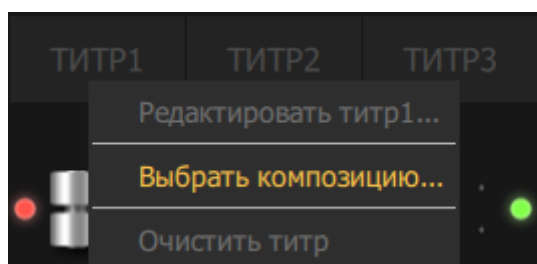 ТИТР1 ТИТР2 ТИТР3
Редактировать титр1...
Выбрать композицию...
Очистить титр